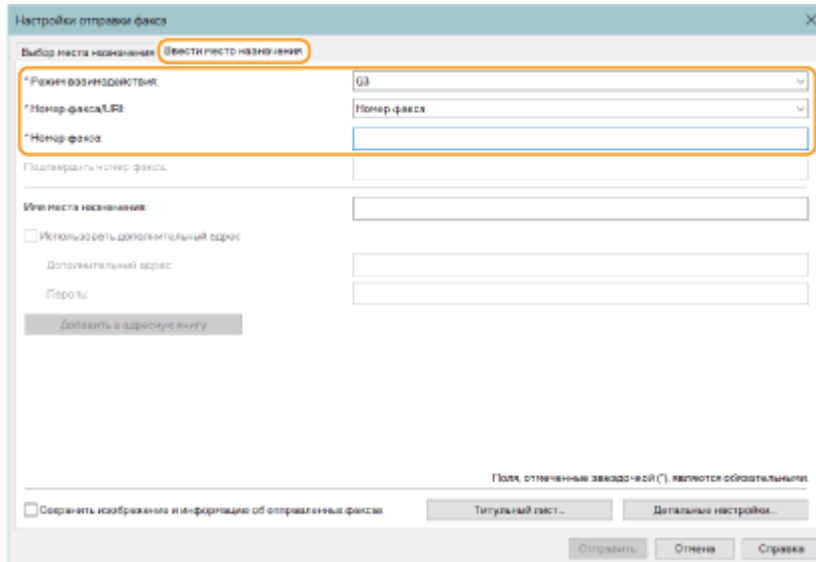 Настройки отправки факса
Выбор места назначения Ввести место назначения
* Режим взаимодействия: G3
* Номер факса/URI: Номер факса
* Номер факса:
Подтвердить номер факса:
Имя места назначения:
Использовать дополнительный адрес
Дополнительный адрес:
Пароль:
Добавить в адресную книгу
Поля, отмеченные звездочкой (*), являются обязательными.
Сохранить изображение и информацию об отправленных факсах Титульный лист... Детальные настройки...
Отправить Отмена Справка